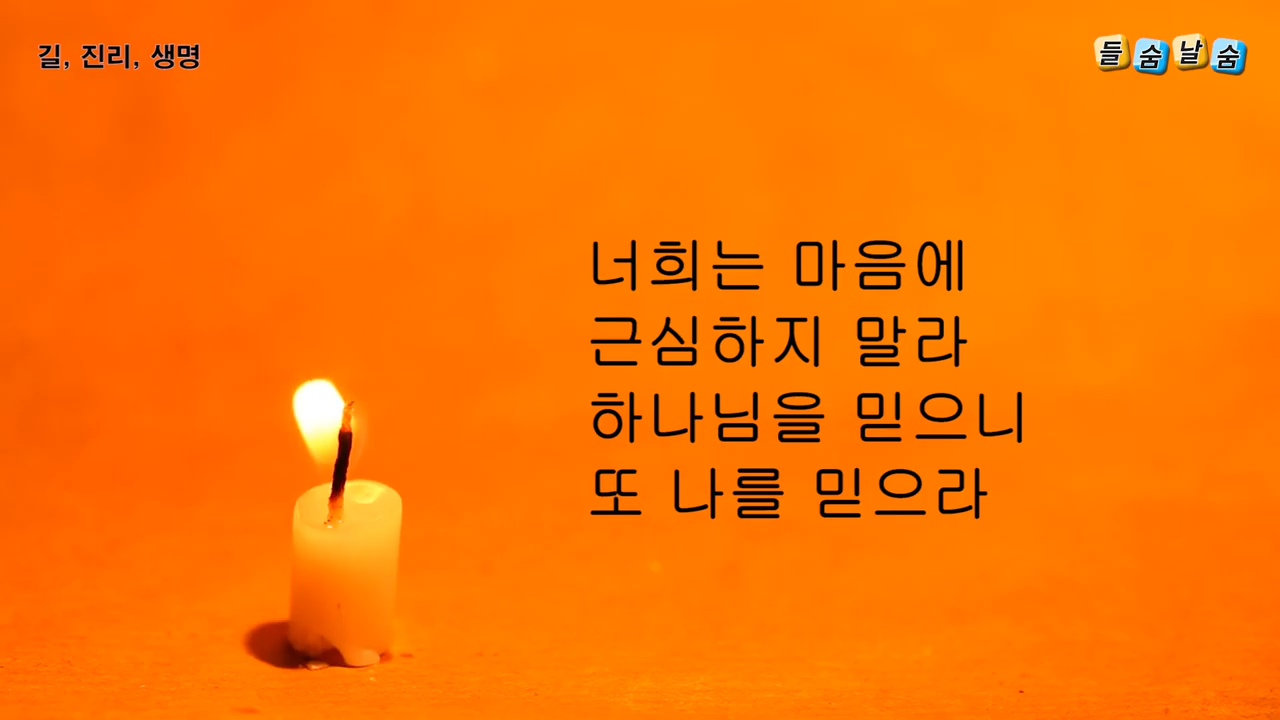 길, 진리, 생명
들숨날숨
너희는 마음에
근심하지 말라
하나님을 믿으니
또 나를 믿으라